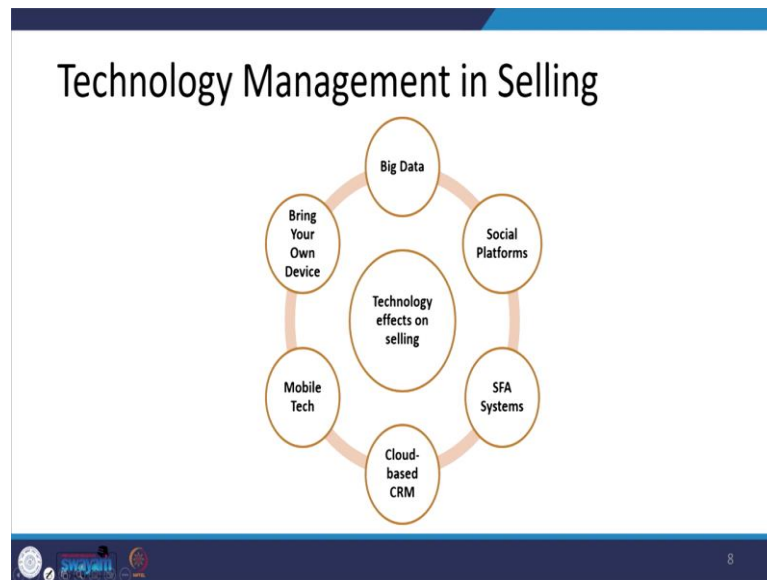 Technology Management in Selling
Big Data
Social
Platforms
SFA
Systems
Cloud-
based
CRM
Mobile
Tech
Bring
Your
Own
Device
Technology
effects on
selling
swayam
8